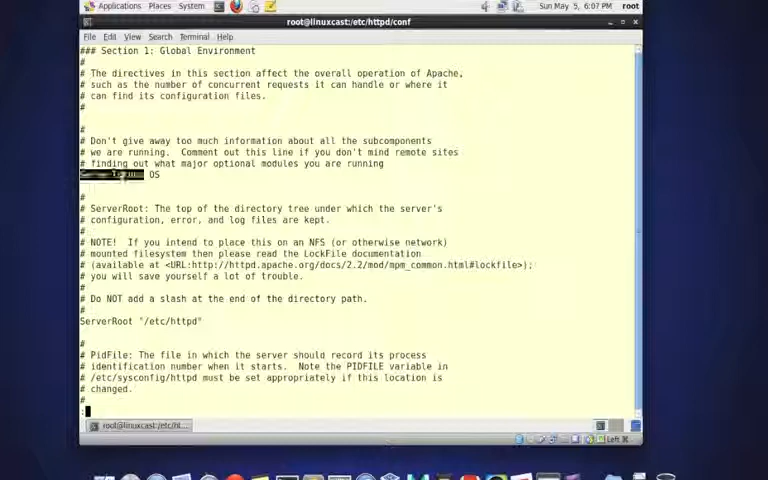 Applications Places System Sun May 5, 6:07 PM root
root@linuxcast:/etc/httpd/conf
File Edit View Search Terminal Help
### Section 1: Global Environment
#
# The directives in this section affect the overall operation of Apache,
# such as the number of concurrent requests it can handle or where it
# can find its configuration files.
#
#
# Don't give away too much information about all the subcomponents
# we are running. Comment out this line if you don't mind remote sites
# finding out what major optional modules you are running
OS
#
# ServerRoot: The top of the directory tree under which the server's
# configuration, error, and log files are kept.
#
# NOTE! If you intend to place this on an NFS (or otherwise network)
# mounted filesystem then please read the LockFile documentation
# (available at <URL:http://httpd.apache.org/docs/2.2/mod/mpm_common.html#lockfile>);
# you will save yourself a lot of trouble.
#
# Do NOT add a slash at the end of the directory path.
#
ServerRoot "/etc/httpd"
#
# PidFile: The file in which the server should record its process
# identification number when it starts. Note the PIDFILE variable in
# /etc/sysconfig/httpd must be set appropriately if this location is
# changed.
#
:
root@linuxcast:/etc/ht...
Left ⌘